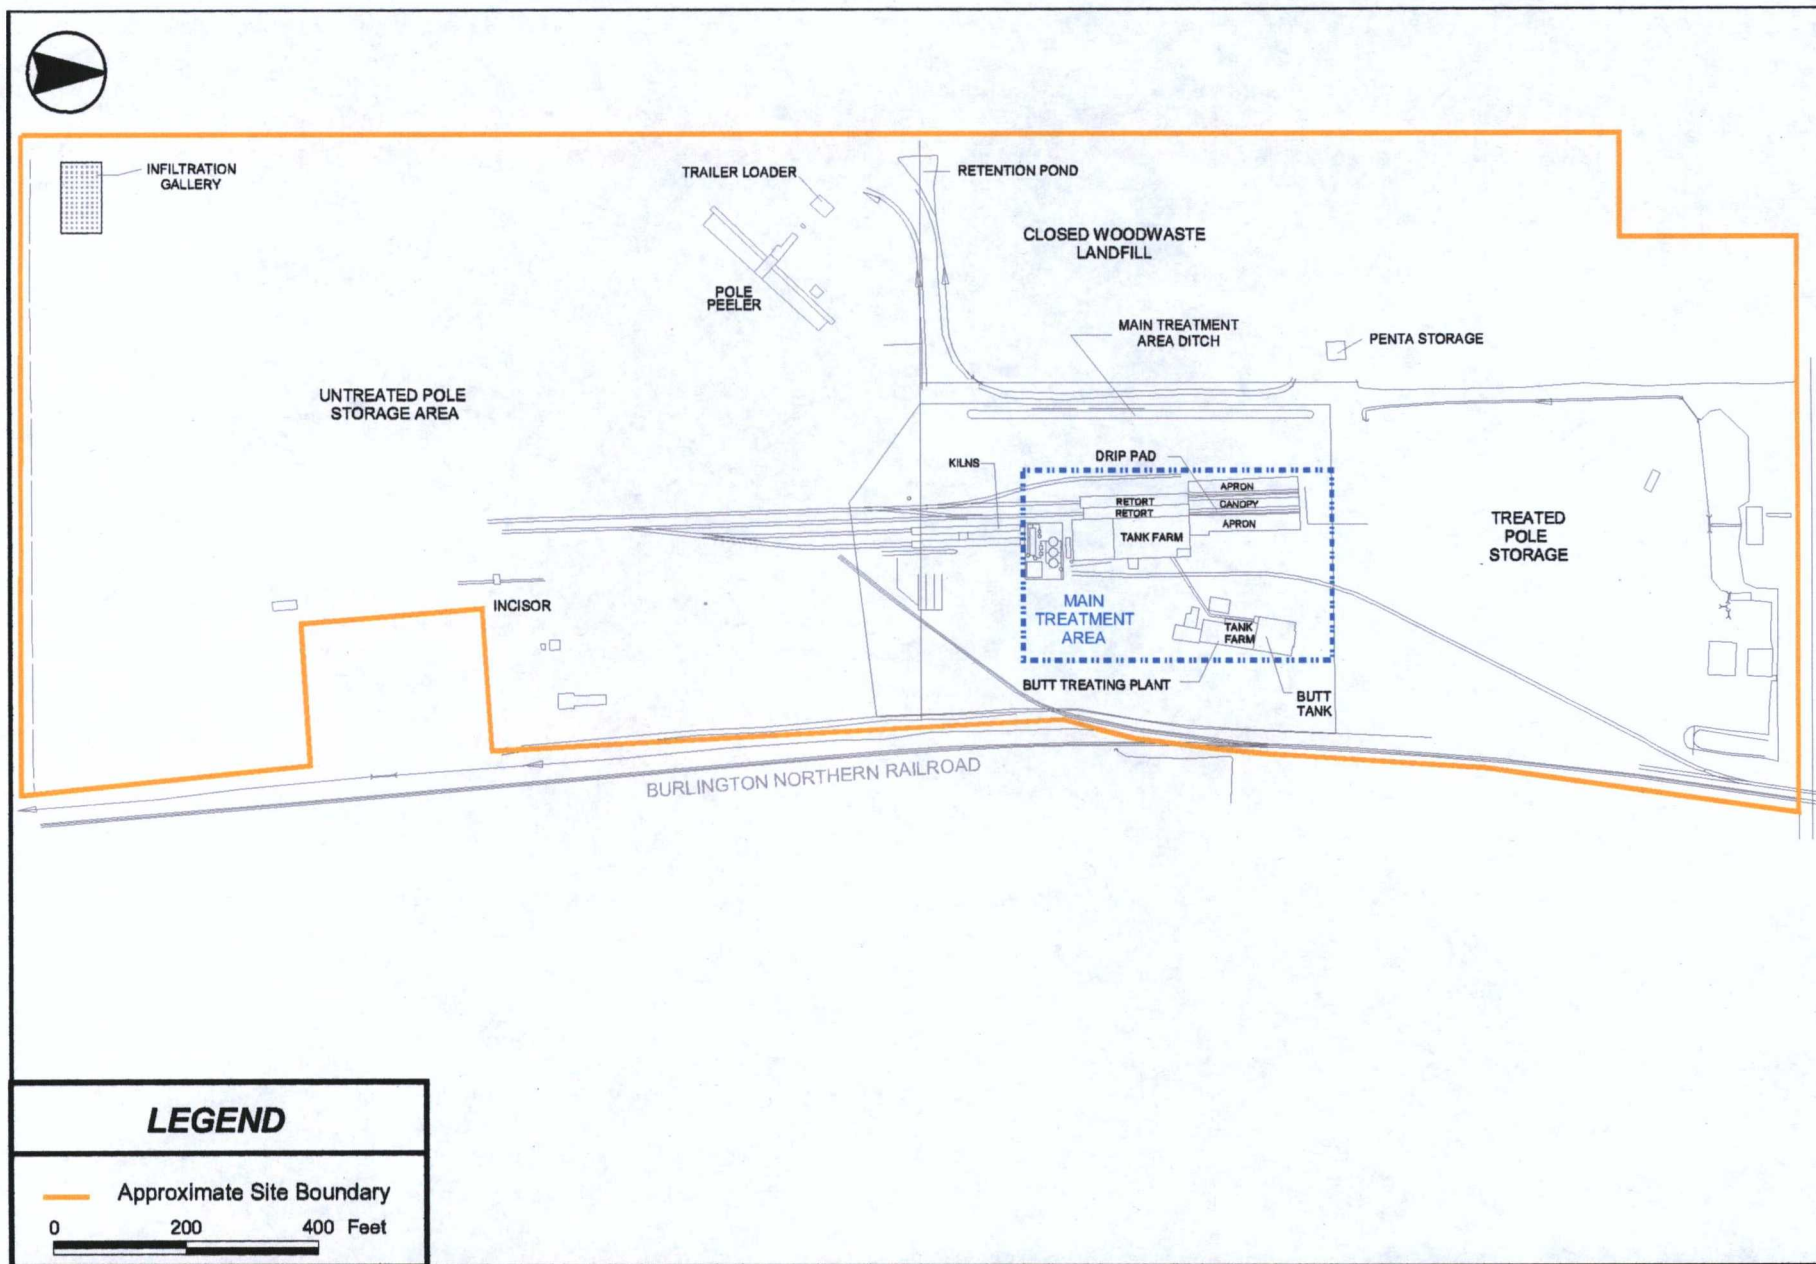 INFILTRATION
GALLERY
TRAILER LOADER
RETENTION POND
CLOSED WOODWASTE
LANDFILL
POLE
PEELER
MAIN TREATMENT
AREA DITCH
PENTA STORAGE
UNTREATED POLE
STORAGE AREA
KILNS
DRIP PAD
APRON
RETORT
CANOPY
RETORT
APRON
TANK FARM
TREATED
POLE
STORAGE
INCISOR
MAIN
TREATMENT
AREA
TANK
FARM
BUTT TREATING PLANT
BUTT
TANK
BURLINGTON NORTHERN RAILROAD
LEGEND
Approximate Site Boundary
0 200 400 Feet